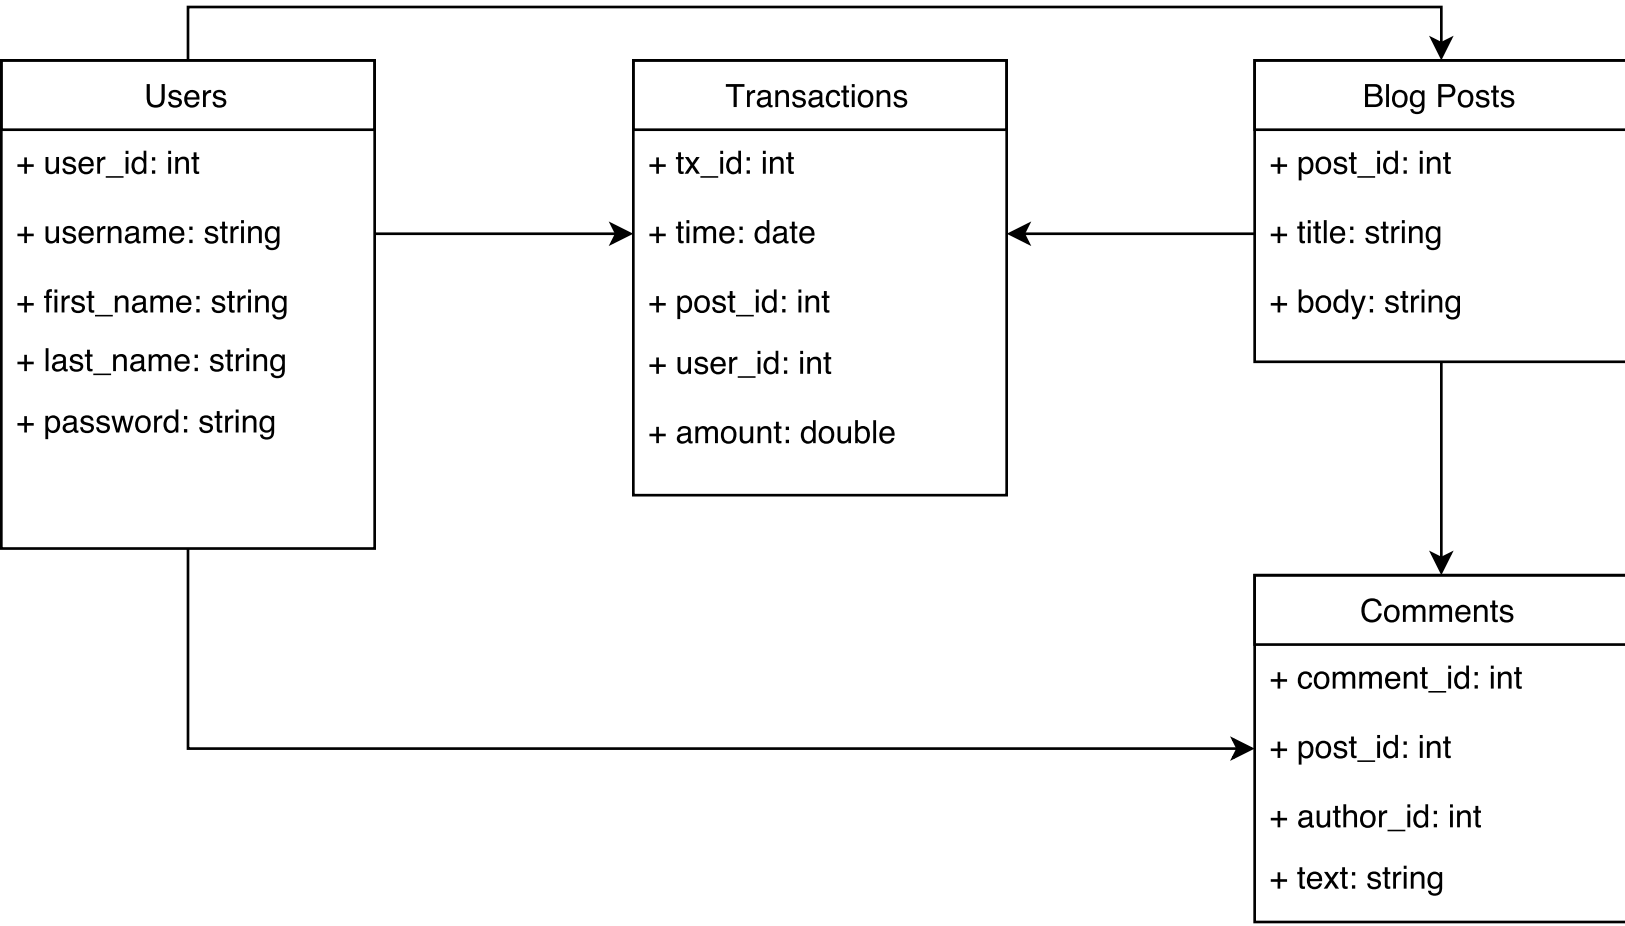 Users
+ user_id: int
+ username: string
+ first_name: string
+ last_name: string
+ password: string
Transactions
+ tx_id: int
+ time: date
+ post_id: int
+ user_id: int
+ amount: double
Blog Posts
+ post_id: int
+ title: string
+ body: string
Comments
+ comment_id: int
+ post_id: int
+ author_id: int
+ text: string